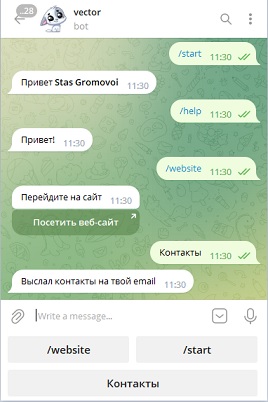 ..28
vector
bot
/start 11:30
Привет Stas Gromovoi 11:30
/help 11:30
Привет! 11:30
/website 11:30
Перейдите на сайт 11:30
Посетить веб-сайт
Контакты 11:30
Выслал контакты на твой email 11:30
Write a message...
/website /start
Контакты